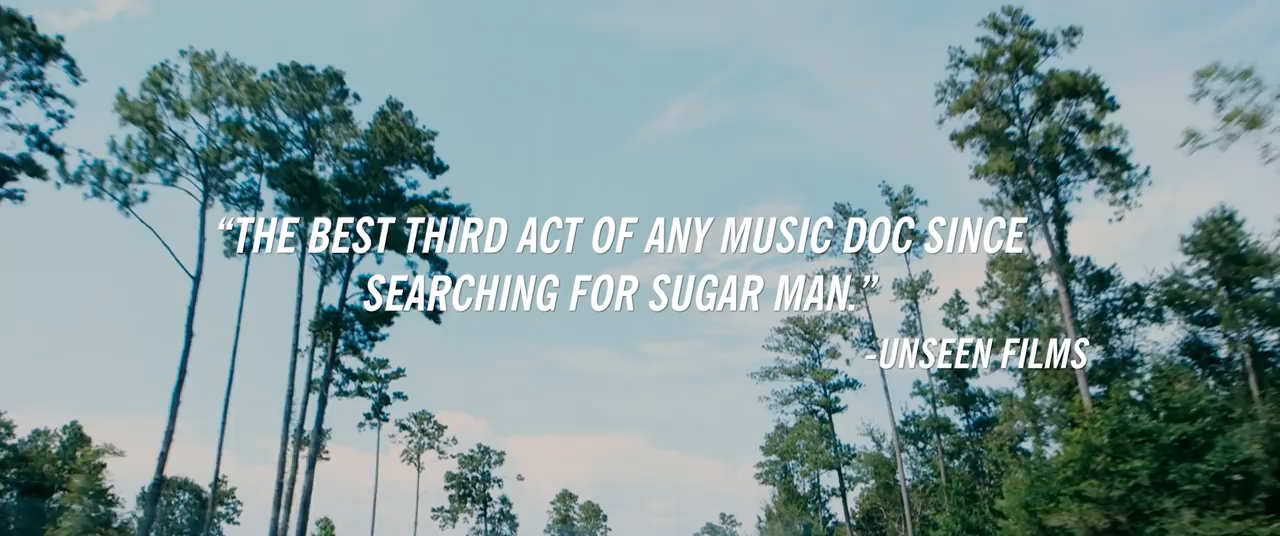 “THE BEST THIRD ACT OF ANY MUSIC DOC SINCE
SEARCHING FOR SUGAR MAN.”
-UNSEEN FILMS